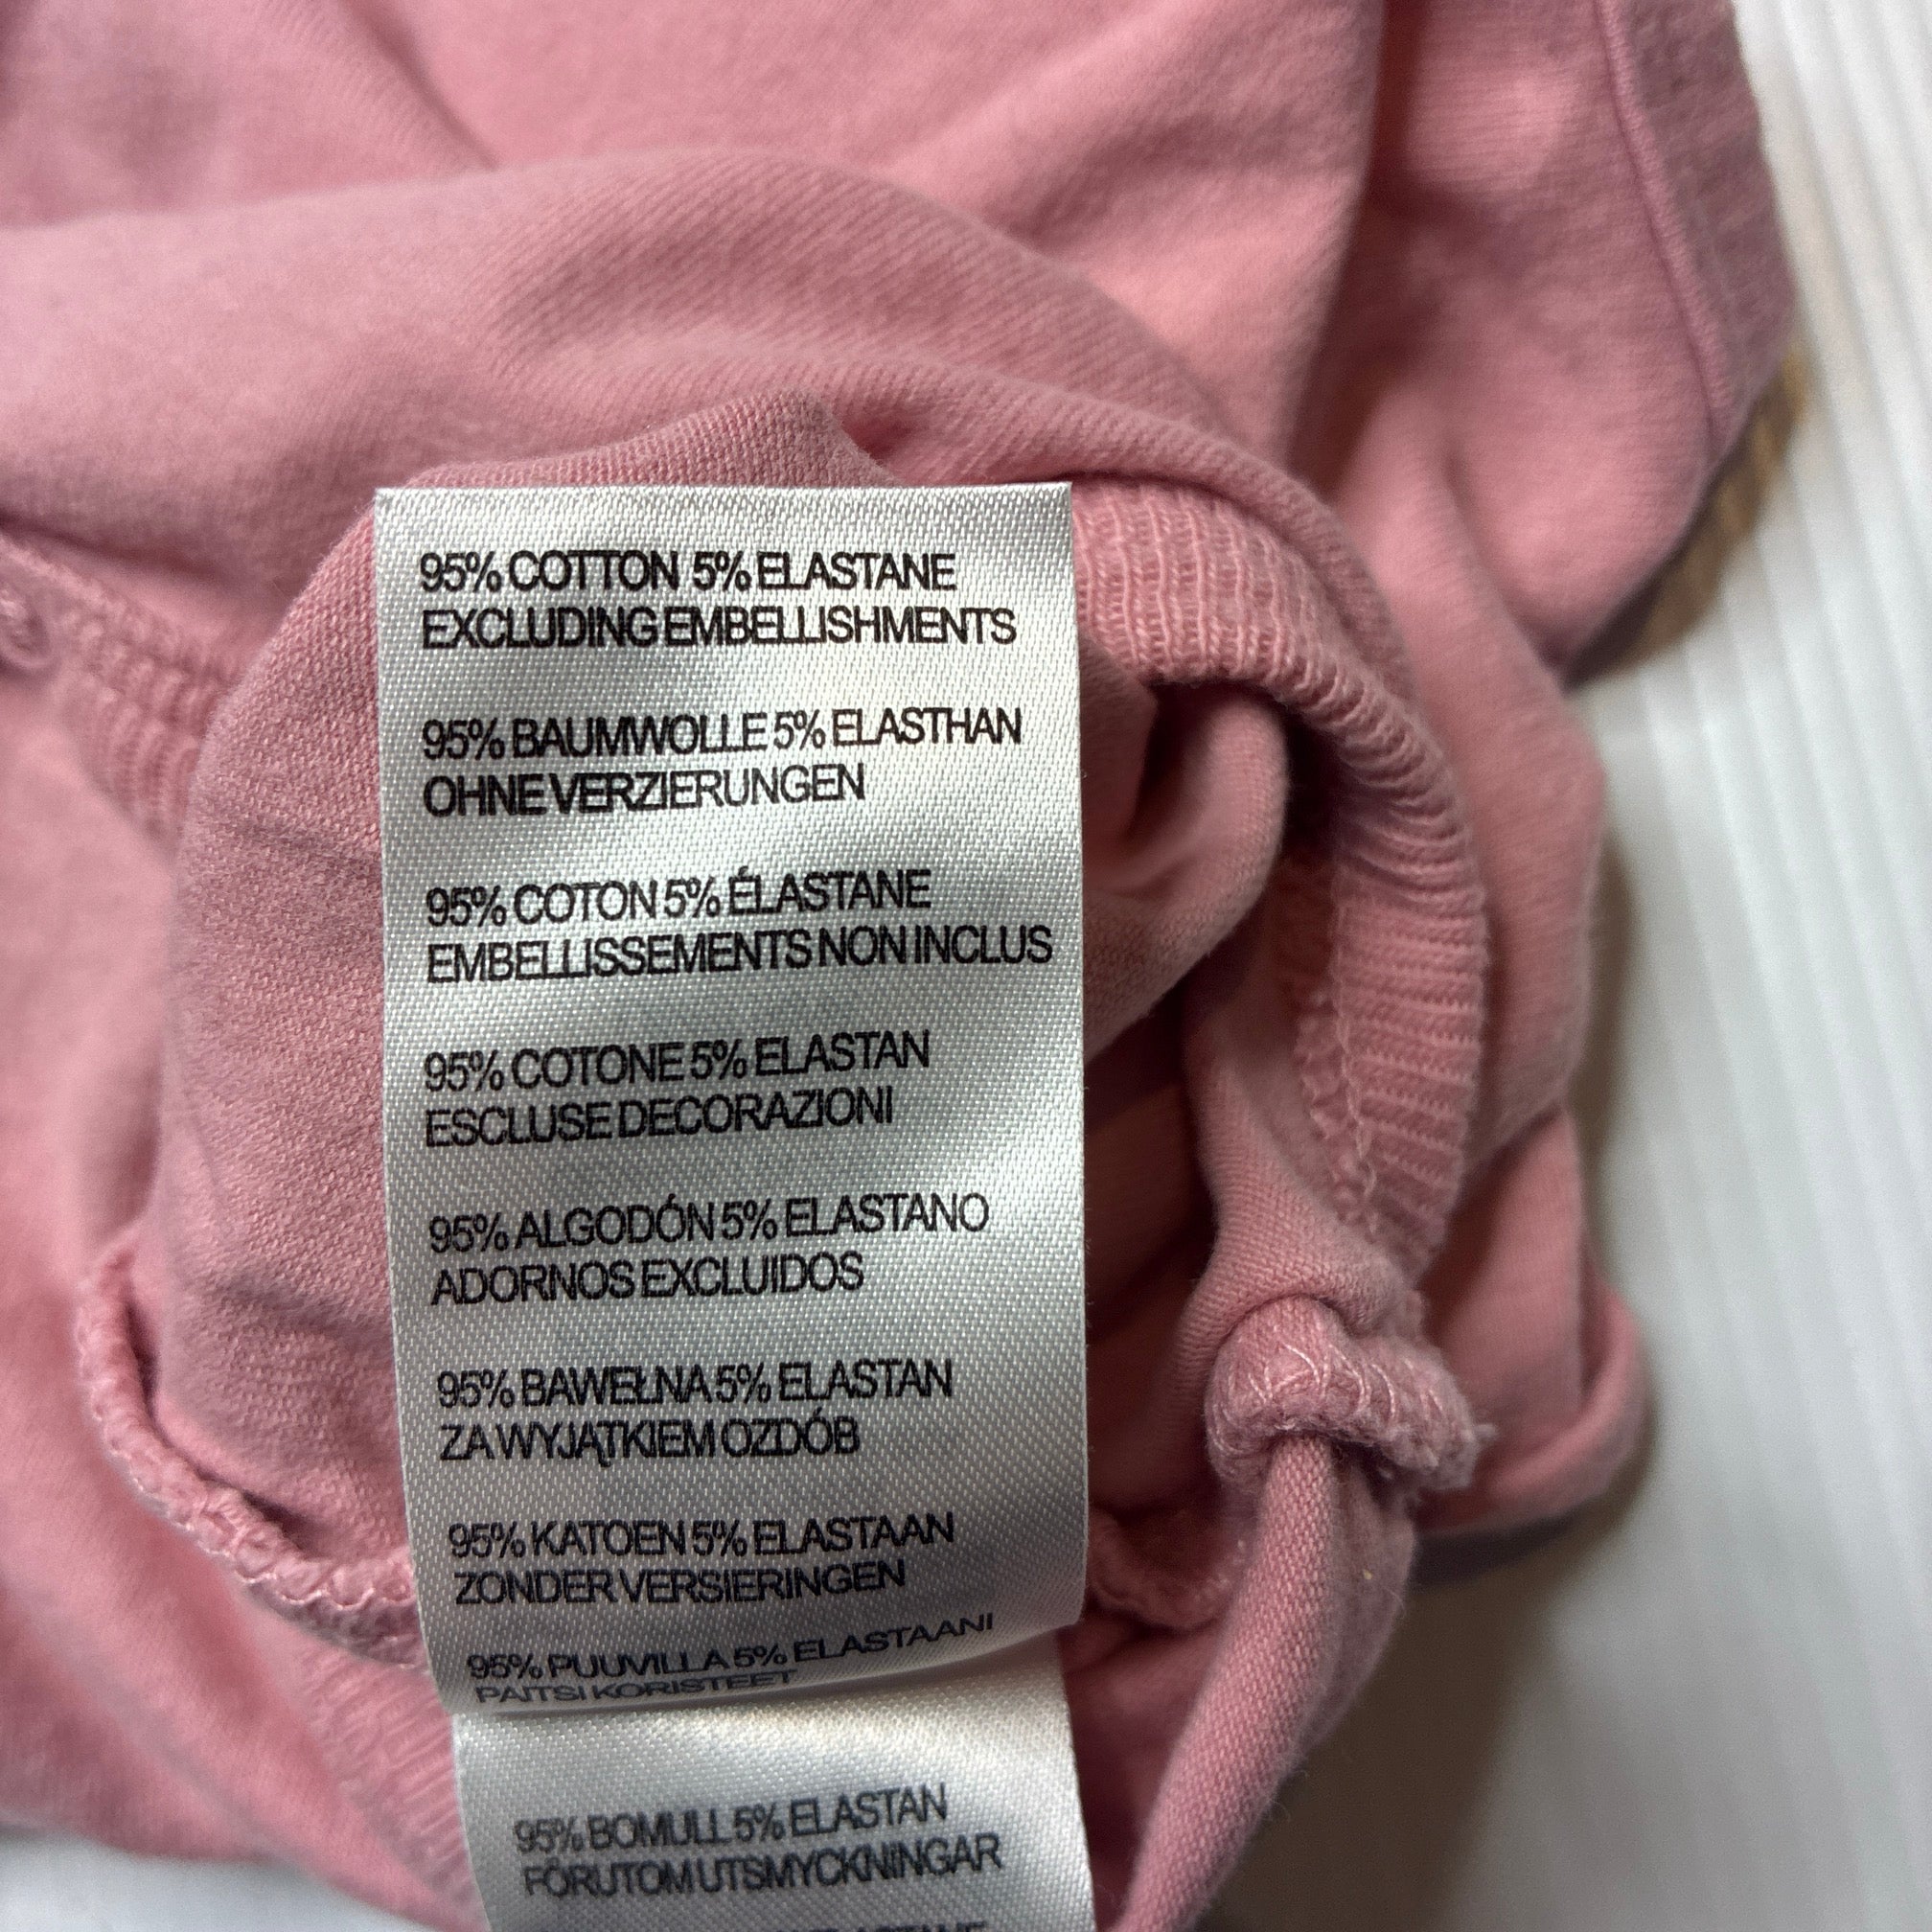 95% COTTON 5% ELASTANE
EXCLUDING EMBELLISHMENTS
95% BAUMWOLLE 5% ELASTHAN
OHNE VERZIERUNGEN
95% COTON 5% ÉLASTANE
EMBELLISSEMENTS NON INCLUS
95% COTONE 5% ELASTAN
ESCLUSE DECORAZIONI
95% ALGODÓN 5% ELASTANO
ADORNOS EXCLUIDOS
95% BAWEŁNA 5% ELASTAN
ZA WYJĄTKIEM OZDÓB
95% KATOEN 5% ELASTAAN
ZONDER VERSIERINGEN
95% PUUVILLA 5% ELASTAANI
PAITSI KORISTEET
95% BOMULL 5% ELASTAN
FÖRUTOM UTSMYCKNINGAR